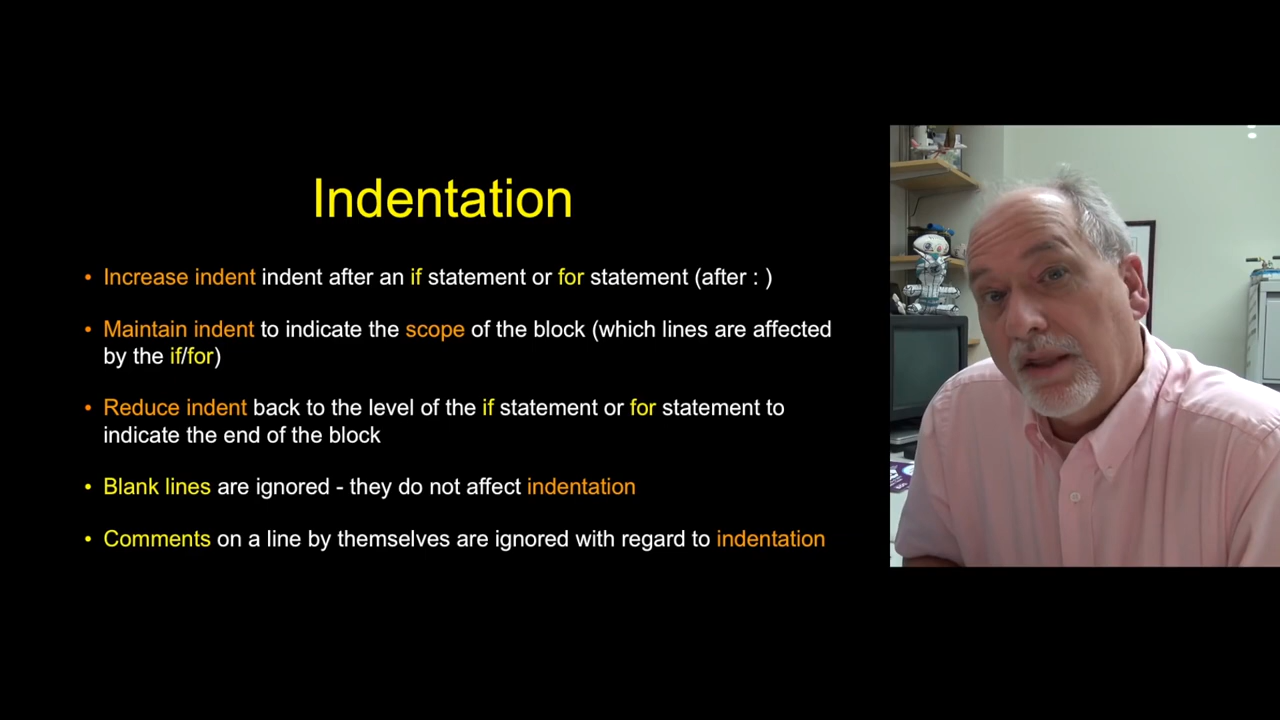 Indentation
• Increase indent indent after an if statement or for statement (after : )
• Maintain indent to indicate the scope of the block (which lines are affected
by the if/for)
• Reduce indent back to the level of the if statement or for statement to
indicate the end of the block
• Blank lines are ignored - they do not affect indentation
• Comments on a line by themselves are ignored with regard to indentation